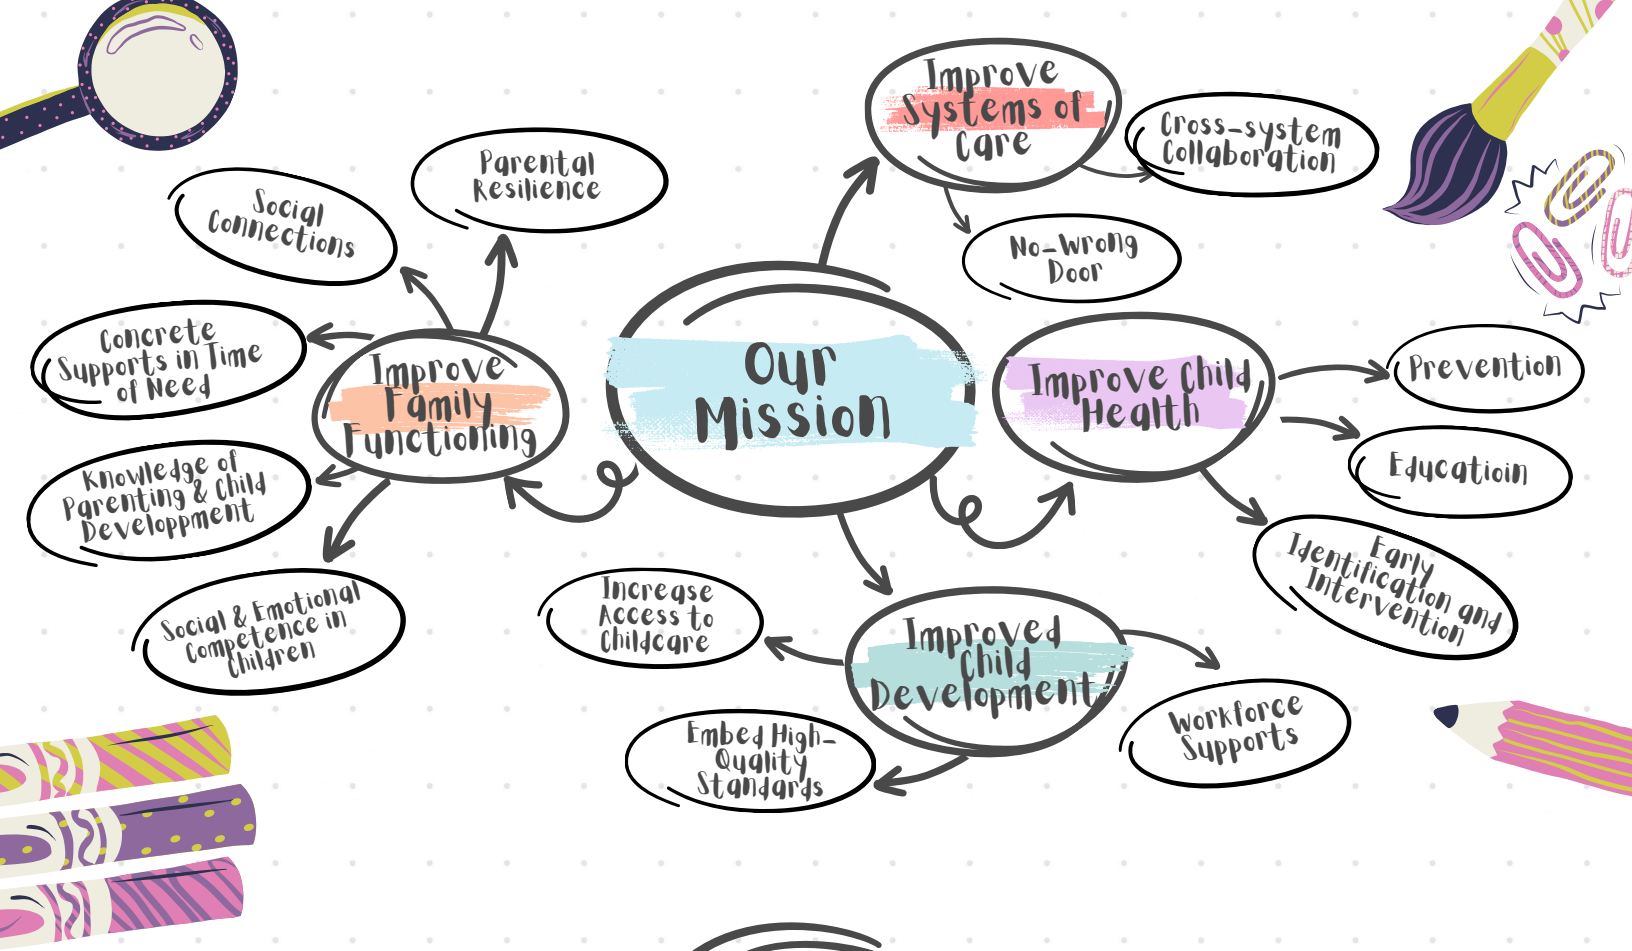 Improve
Systems of
Care
Cross-system
Collaboration
No-Wrong
Door
Parental
Resilience
Social
Connections
Concrete
Supports in Time
of Need
Improve
Family
Functioning
Knowledge of
Parenting & Child
Developpment
Social & Emotional
Competence in
Children
Our
Mission
Improve Child
Health
Prevention
Educatioin
Early
Identification and
Intervention
Improved
Child
Development
Increase
Access to
Childcare
Embed High-
Quality
Standards
Workforce
Supports